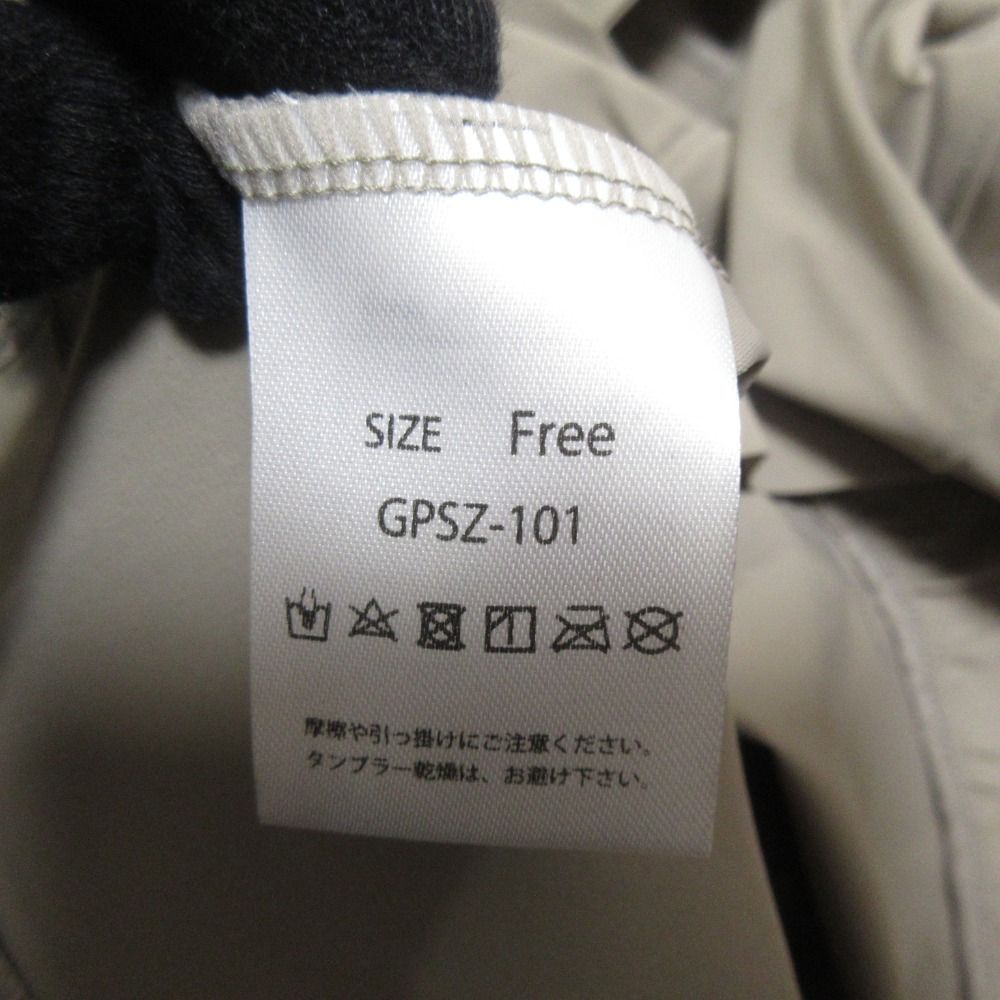 SIZE Free
GPSZ-101
摩擦や引っ掛けにご注意ください。
タンブラー乾燥は、お避け下さい。